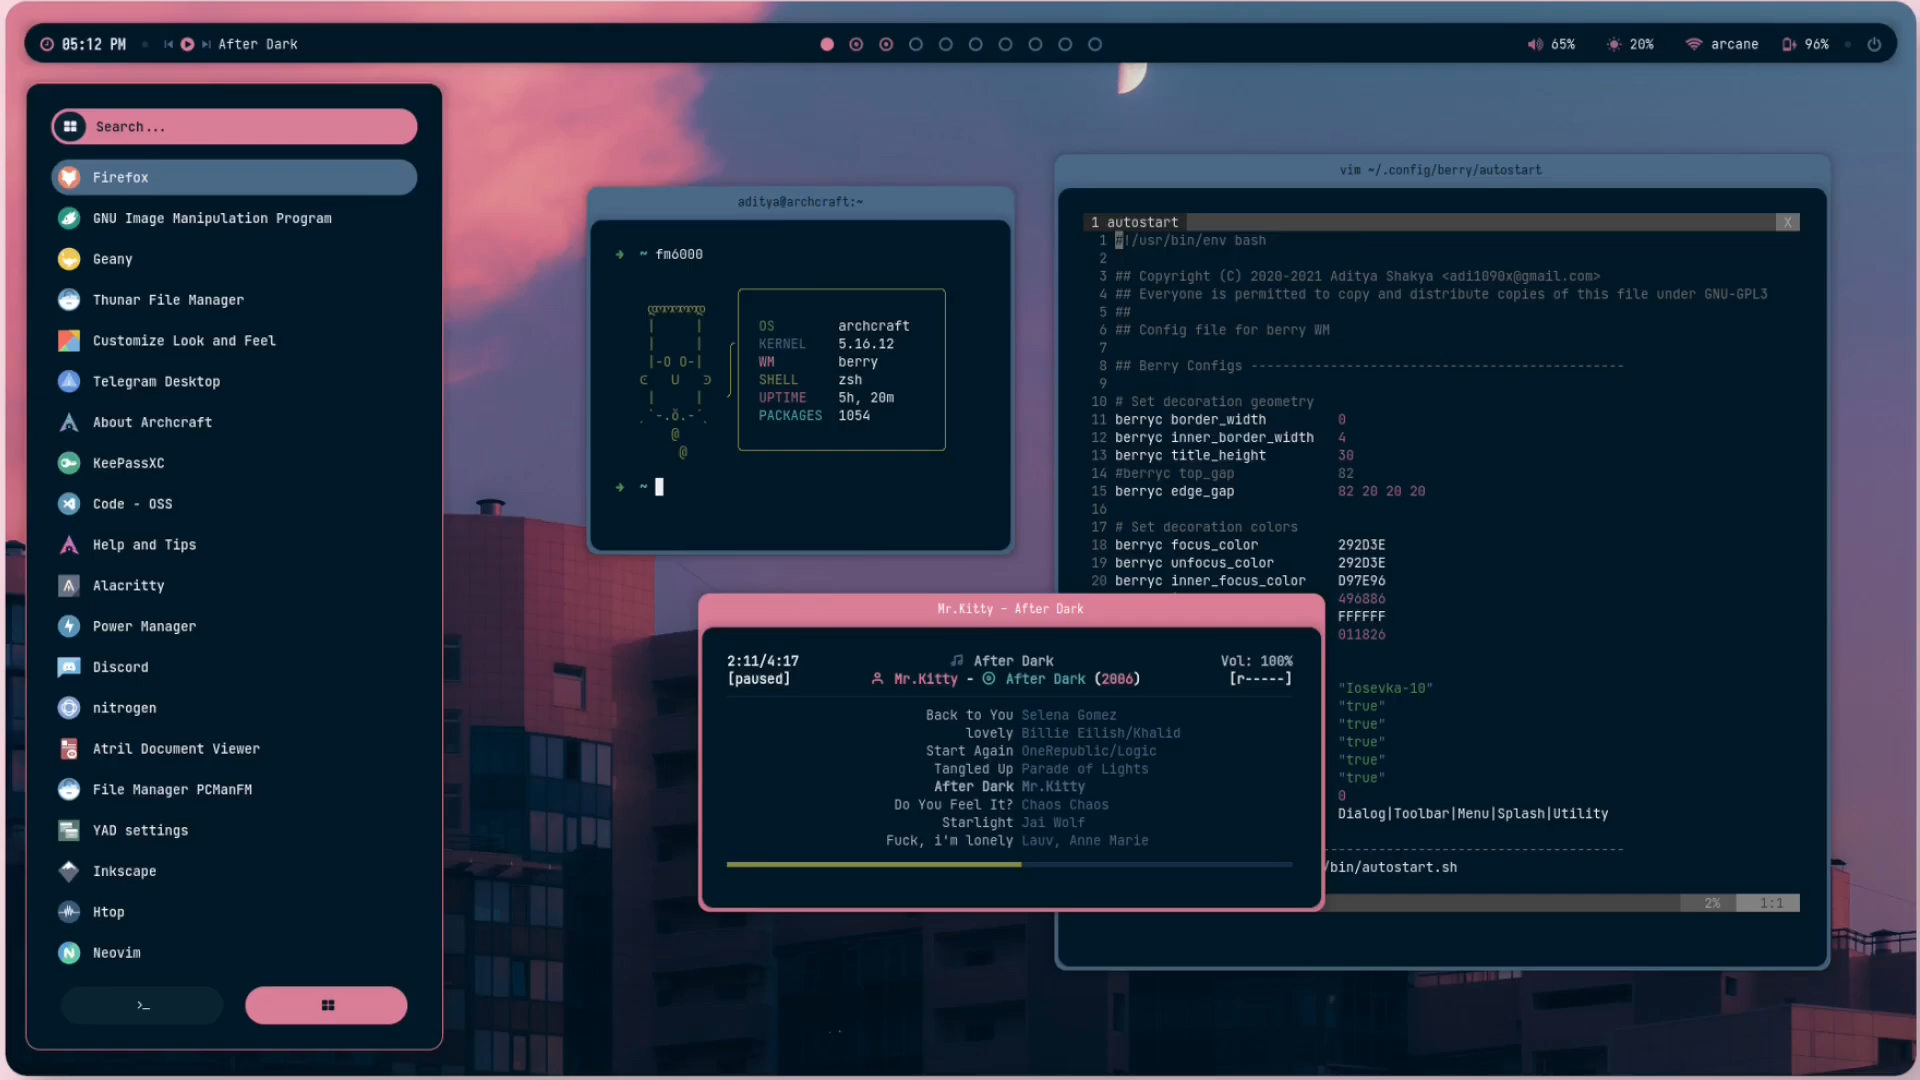 05:12 PM After Dark 65% 20% arcane 96%
Search...
Firefox
GNU Image Manipulation Program
Geany
Thunar File Manager
Customize Look and Feel
Telegram Desktop
About Archcraft
KeePassXC
Code - OSS
Help and Tips
Alacritty
Power Manager
Discord
nitrogen
Atril Document Viewer
File Manager PCManFM
YAD settings
Inkscape
Htop
Neovim
>_
aditya@archcraft:~
~ fm6000
OS archcraft
KERNEL 5.16.12
WM berry
SHELL zsh
UPTIME 5h, 20m
PACKAGES 1054
~
vim ~/.config/berry/autostart
1 autostart X
1 #!/usr/bin/env bash
2
3 ## Copyright (C) 2020-2021 Aditya Shakya <adi1090x@gmail.com>
4 ## Everyone is permitted to copy and distribute copies of this file under GNU-GPL3
5 ##
6 ## Config file for berry WM
7
8 ## Berry Configs -----------------------------------------------
9
10 # Set decoration geometry
11 berryc border_width 0
12 berryc inner_border_width 4
13 berryc title_height 30
14 #berryc top_gap 82
15 berryc edge_gap 82 20 20 20
16
17 # Set decoration colors
18 berryc focus_color 292D3E
19 berryc unfocus_color 292D3E
20 berryc inner_focus_color D97E96
496886
FFFFFF
011826
"Iosevka-10"
"true"
"true"
"true"
"true"
"true"
0
Dialog|Toolbar|Menu|Splash|Utility
--------------------------------------
/bin/autostart.sh
2% 1:1
Mr.Kitty - After Dark
2:11/4:17 After Dark Vol: 100%
[paused] Mr.Kitty - After Dark (2006) [r-----]
Back to You Selena Gomez
lovely Billie Eilish/Khalid
Start Again OneRepublic/Logic
Tangled Up Parade of Lights
After Dark Mr.Kitty
Do You Feel It? Chaos Chaos
Starlight Jai Wolf
Fuck, i'm lonely Lauv, Anne Marie